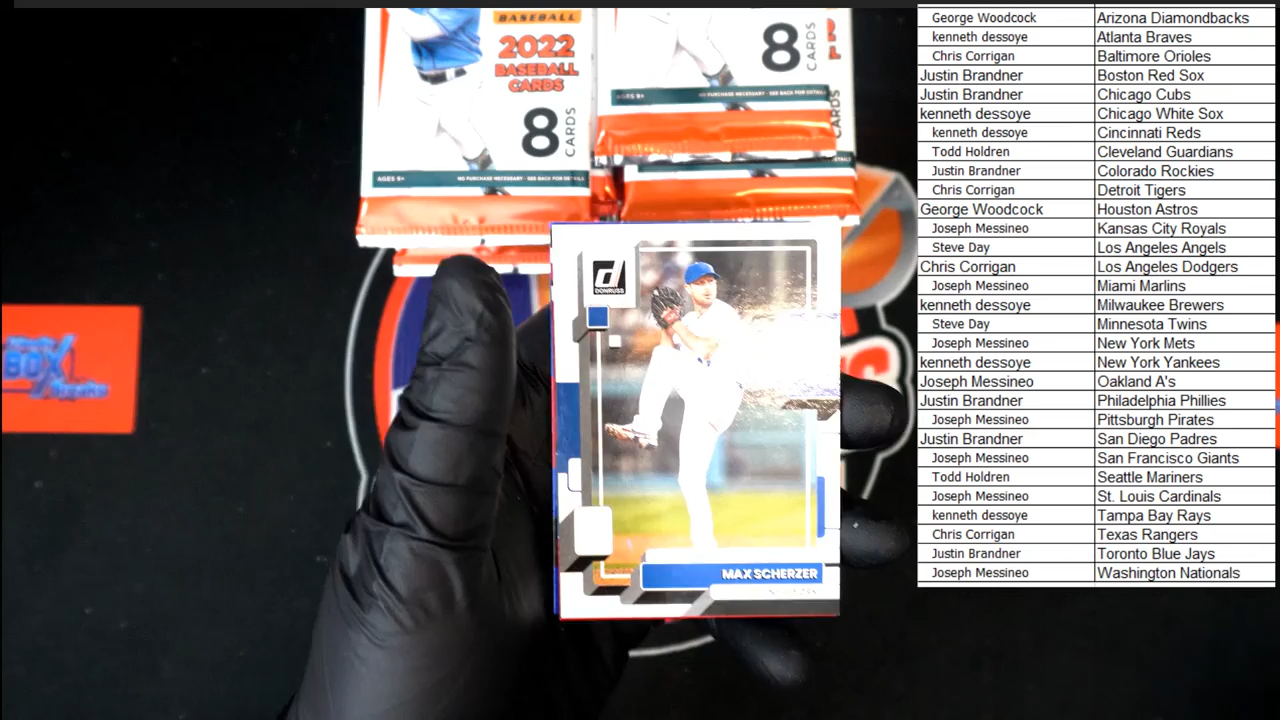 BASEBALL
2022
BASEBALL
CARDS
8
CARDS
AGES 9+
NO PURCHASE NECESSARY - SEE BACK FOR DETAILS
8
CARDS
AGES 9+
CARDS
BOX
d
DONRUSS
MAX SCHERZER
George Woodcock Arizona Diamondbacks
kenneth dessoye Atlanta Braves
Chris Corrigan Baltimore Orioles
Justin Brandner Boston Red Sox
Justin Brandner Chicago Cubs
kenneth dessoye Chicago White Sox
kenneth dessoye Cincinnati Reds
Todd Holdren Cleveland Guardians
Justin Brandner Colorado Rockies
Chris Corrigan Detroit Tigers
George Woodcock Houston Astros
Joseph Messineo Kansas City Royals
Steve Day Los Angeles Angels
Chris Corrigan Los Angeles Dodgers
Joseph Messineo Miami Marlins
kenneth dessoye Milwaukee Brewers
Steve Day Minnesota Twins
Joseph Messineo New York Mets
kenneth dessoye New York Yankees
Joseph Messineo Oakland A's
Justin Brandner Philadelphia Phillies
Joseph Messineo Pittsburgh Pirates
Justin Brandner San Diego Padres
Joseph Messineo San Francisco Giants
Todd Holdren Seattle Mariners
Joseph Messineo St. Louis Cardinals
kenneth dessoye Tampa Bay Rays
Chris Corrigan Texas Rangers
Justin Brandner Toronto Blue Jays
Joseph Messineo Washington Nationals